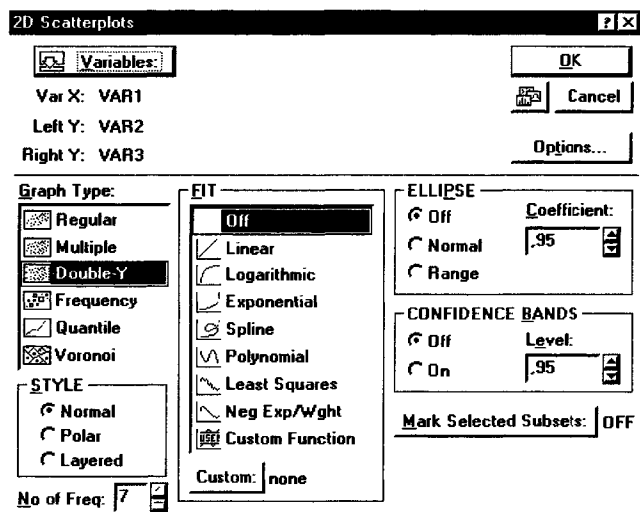 2D Scatterplots
Variables:
OK
Var X: VAR1
Cancel
Left Y: VAR2
Right Y: VAR3
Options...
Graph Type:
Regular
Multiple
Double-Y
Frequency
Quantile
Voronoi
STYLE
Normal
Polar
Layered
No of Freq: 7
FIT
Off
Linear
Logarithmic
Exponential
Spline
Polynomial
Least Squares
Neg Exp/Wght
Custom Function
Custom: none
ELLIPSE
Off
Normal
Range
Coefficient:
,95
CONFIDENCE BANDS
Off
On
Level:
,95
Mark Selected Subsets: OFF